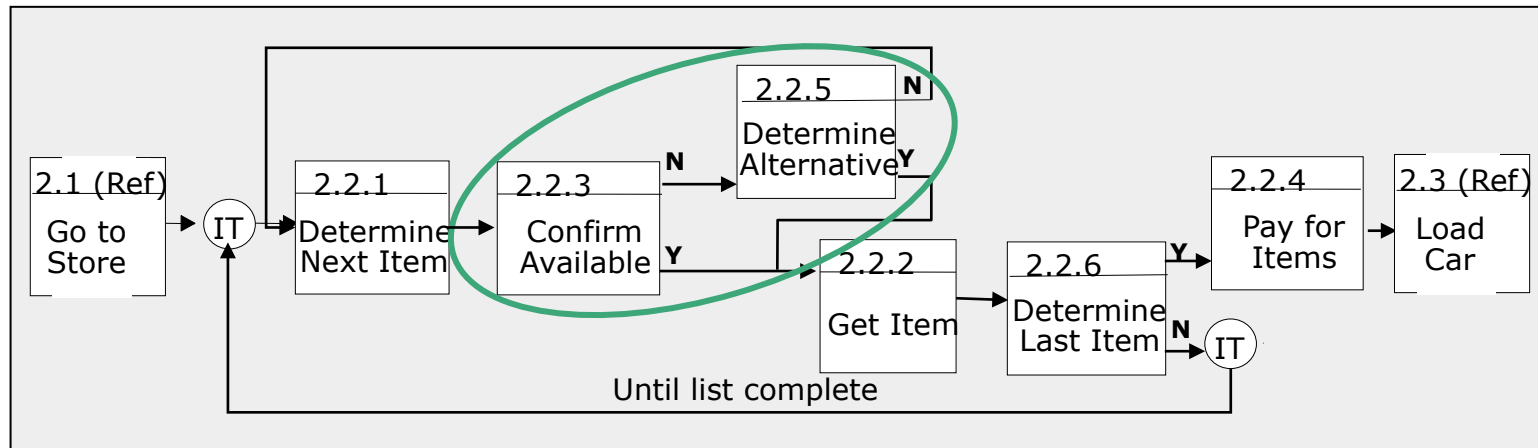 2.1 (Ref)
Go to
Store
IT
2.2.1
Determine
Next Item
2.2.3
Confirm
Available
N
Y
2.2.5
Determine
Alternative
N
Y
2.2.2
Get Item
2.2.6
Determine
Last Item
Y
N
IT
2.2.4
Pay for
Items
2.3 (Ref)
Load
Car
Until list complete